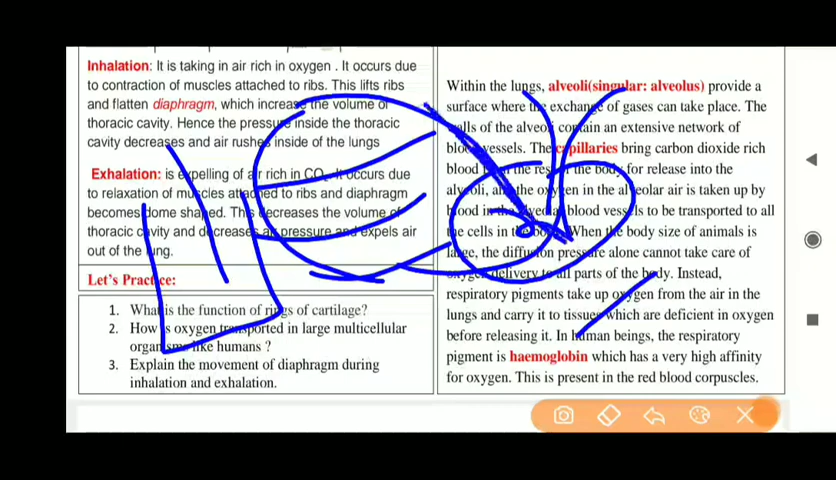 Inhalation: It is taking in air rich in oxygen . It occurs due
to contraction of muscles attached to ribs. This lifts ribs
and flatten diaphragm, which increase the volume of
thoracic cavity. Hence the pressure inside the thoracic
cavity decreases and air rushes inside of the lungs
Exhalation: is expelling of air rich in CO₂. It occurs due
to relaxation of muscles attached to ribs and diaphragm
becomes dome shaped. This decreases the volume of
thoracic cavity and decreases air pressure and expels air
out of the lung.
Let's Practice:
1. What is the function of rings of cartilage?
2. How is oxygen transported in large multicellular
organisms like humans ?
3. Explain the movement of diaphragm during
inhalation and exhalation.
Within the lungs, alveoli(singular: alveolus) provide a
surface where the exchange of gases can take place. The
walls of the alveoli contain an extensive network of
blood vessels. The capillaries bring carbon dioxide rich
blood from the rest of the body for release into the
alveoli, and the oxygen in the alveolar air is taken up by
blood in the alveolar blood vessels to be transported to all
the cells in the body. When the body size of animals is
large, the diffusion pressure alone cannot take care of
oxygen delivery to all parts of the body. Instead,
respiratory pigments take up oxygen from the air in the
lungs and carry it to tissues which are deficient in oxygen
before releasing it. In human beings, the respiratory
pigment is haemoglobin which has a very high affinity
for oxygen. This is present in the red blood corpuscles.